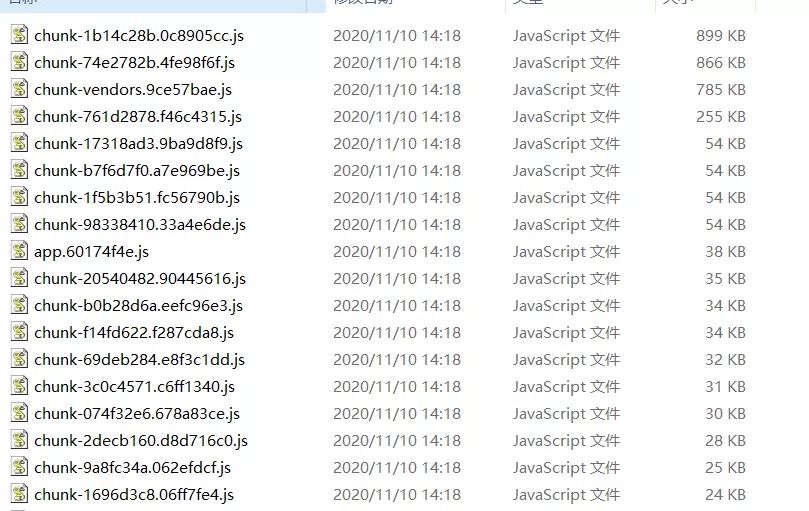 chunk-1b14c28b.0c8905cc.js 2020/11/10 14:18 JavaScript 文件 899 KB
chunk-74e2782b.4fe98f6f.js 2020/11/10 14:18 JavaScript 文件 866 KB
chunk-vendors.9ce57bae.js 2020/11/10 14:18 JavaScript 文件 785 KB
chunk-761d2878.f46c4315.js 2020/11/10 14:18 JavaScript 文件 255 KB
chunk-17318ad3.9ba9d8f9.js 2020/11/10 14:18 JavaScript 文件 54 KB
chunk-b7f6d7f0.a7e969be.js 2020/11/10 14:18 JavaScript 文件 54 KB
chunk-1f5b3b51.fc56790b.js 2020/11/10 14:18 JavaScript 文件 54 KB
chunk-98338410.33a4e6de.js 2020/11/10 14:18 JavaScript 文件 54 KB
app.60174f4e.js 2020/11/10 14:18 JavaScript 文件 38 KB
chunk-20540482.90445616.js 2020/11/10 14:18 JavaScript 文件 35 KB
chunk-b0b28d6a.eefc96e3.js 2020/11/10 14:18 JavaScript 文件 34 KB
chunk-f14fd622.f287cda8.js 2020/11/10 14:18 JavaScript 文件 34 KB
chunk-69deb284.e8f3c1dd.js 2020/11/10 14:18 JavaScript 文件 32 KB
chunk-3c0c4571.c6ff1340.js 2020/11/10 14:18 JavaScript 文件 31 KB
chunk-074f32e6.678a83ce.js 2020/11/10 14:18 JavaScript 文件 30 KB
chunk-2decb160.d8d716c0.js 2020/11/10 14:18 JavaScript 文件 28 KB
chunk-9a8fc34a.062efdcf.js 2020/11/10 14:18 JavaScript 文件 25 KB
chunk-1696d3c8.06ff7fe4.js 2020/11/10 14:18 JavaScript 文件 24 KB